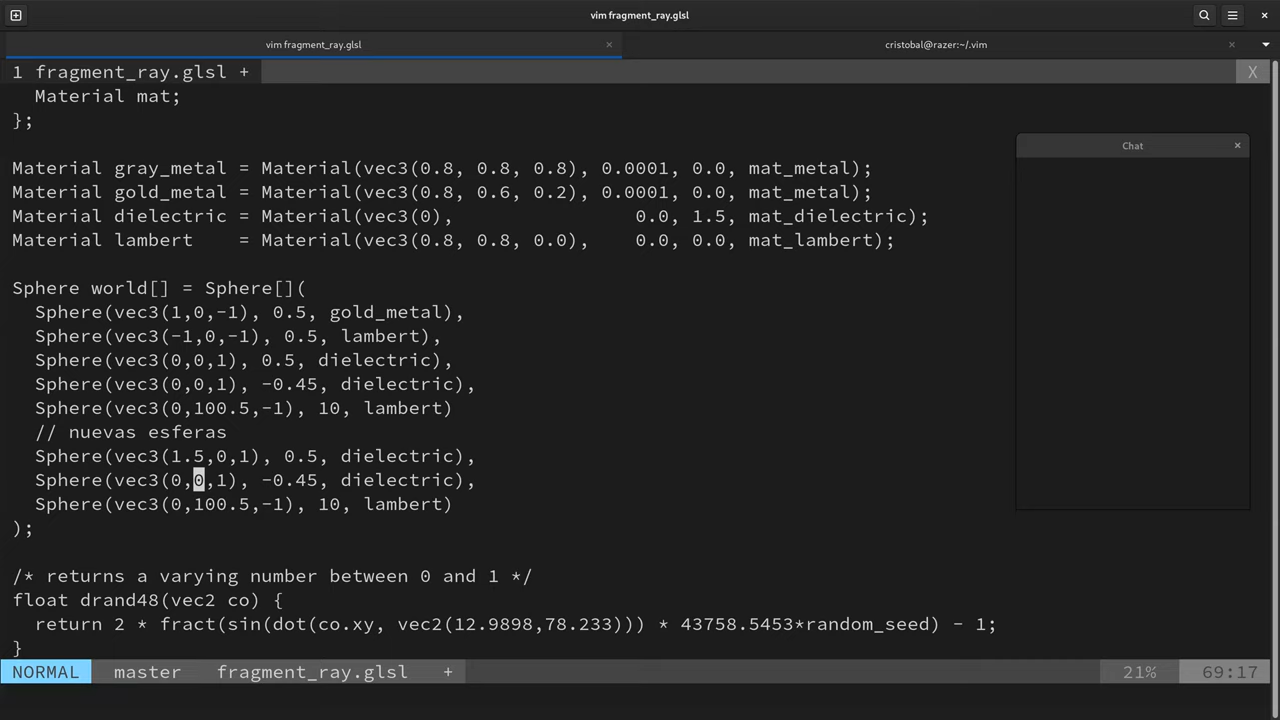 vim fragment_ray.glsl
vim fragment_ray.glsl × cristobal@razer:~/.vim ×
1 fragment_ray.glsl + X
Material mat;
};
Chat ×
Material gray_metal = Material(vec3(0.8, 0.8, 0.8), 0.0001, 0.0, mat_metal);
Material gold_metal = Material(vec3(0.8, 0.6, 0.2), 0.0001, 0.0, mat_metal);
Material dielectric = Material(vec3(0), 0.0, 1.5, mat_dielectric);
Material lambert = Material(vec3(0.8, 0.8, 0.0), 0.0, 0.0, mat_lambert);
Sphere world[] = Sphere[](
Sphere(vec3(1,0,-1), 0.5, gold_metal),
Sphere(vec3(-1,0,-1), 0.5, lambert),
Sphere(vec3(0,0,1), 0.5, dielectric),
Sphere(vec3(0,0,1), -0.45, dielectric),
Sphere(vec3(0,100.5,-1), 10, lambert)
// nuevas esferas
Sphere(vec3(1.5,0,1), 0.5, dielectric),
Sphere(vec3(0,0,1), -0.45, dielectric),
Sphere(vec3(0,100.5,-1), 10, lambert)
);
/* returns a varying number between 0 and 1 */
float drand48(vec2 co) {
return 2 * fract(sin(dot(co.xy, vec2(12.9898,78.233))) * 43758.5453*random_seed) - 1;
}
NORMAL master fragment_ray.glsl + 21% 69:17